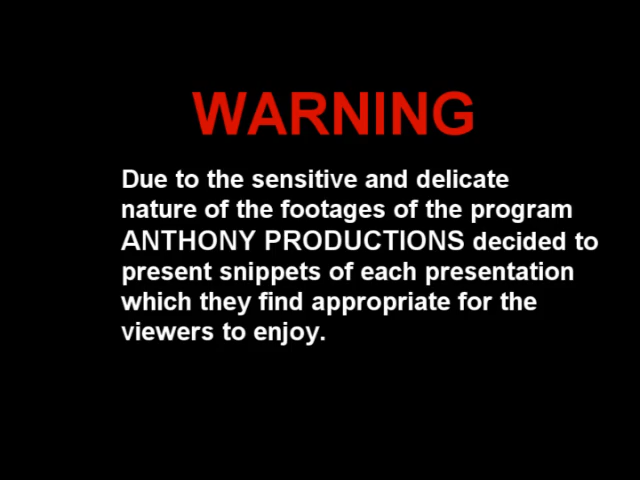 WARNING
Due to the sensitive and delicate
nature of the footages of the program
ANTHONY PRODUCTIONS decided to
present snippets of each presentation
which they find appropriate for the
viewers to enjoy.